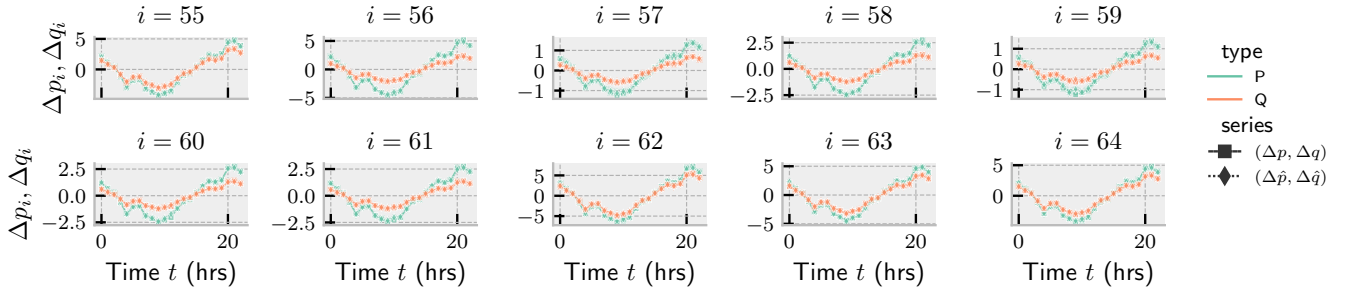 i = 55
i = 56
i = 57
i = 58
i = 59
Δp_i, Δq_i
5
0
5
0
−5
1
0
−1
2.5
0.0
−2.5
1
0
−1
type
P
Q
series
(Δp, Δq)
(Δp̂, Δq̂)
i = 60
i = 61
i = 62
i = 63
i = 64
Δp_i, Δq_i
2.5
0.0
−2.5
2.5
0.0
−2.5
5
0
−5
5
0
−5
5
0
0 20
0 20
0 20
0 20
0 20
Time t (hrs)
Time t (hrs)
Time t (hrs)
Time t (hrs)
Time t (hrs)